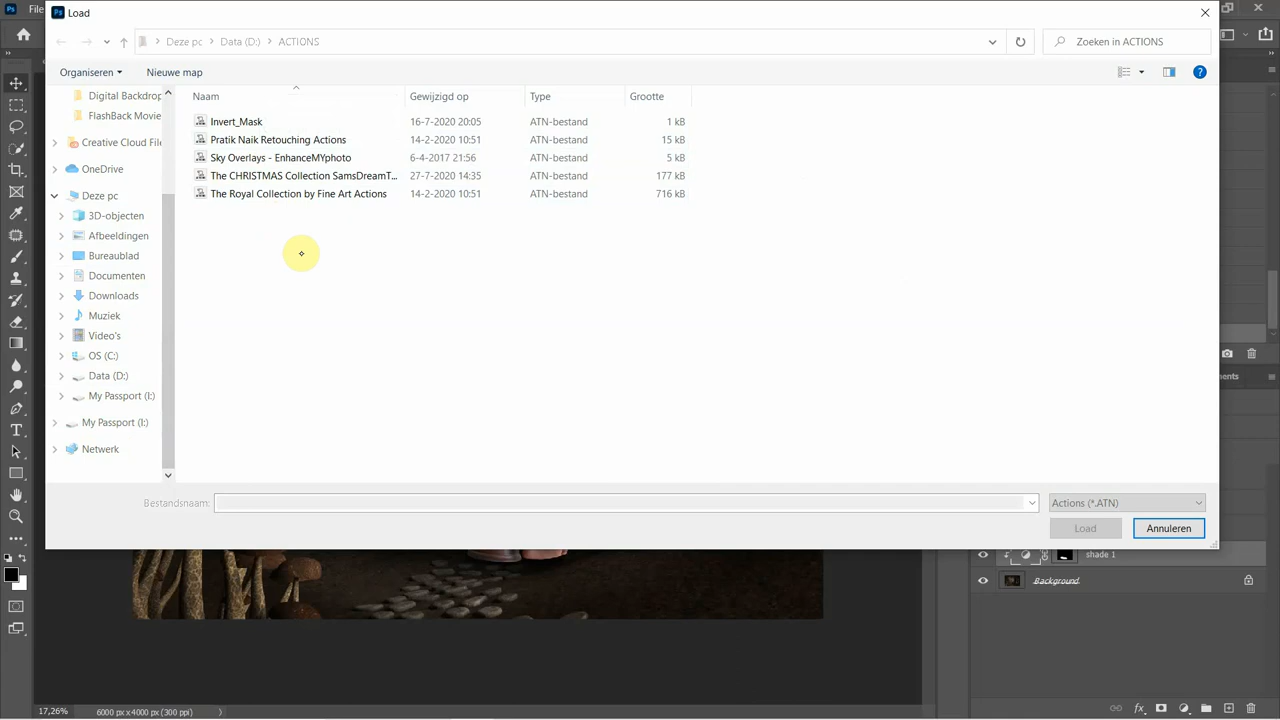 Ps File
Load
Deze pc Data (D:) ACTIONS Zoeken in ACTIONS
Organiseren Nieuwe map
Naam Gewijzigd op Type Grootte
Invert_Mask 16-7-2020 20:05 ATN-bestand 1 kB
Pratik Naik Retouching Actions 14-2-2020 10:51 ATN-bestand 15 kB
Sky Overlays - EnhanceMYphoto 6-4-2017 21:56 ATN-bestand 5 kB
The CHRISTMAS Collection SamsDreamT... 27-7-2020 14:35 ATN-bestand 177 kB
The Royal Collection by Fine Art Actions 14-2-2020 10:51 ATN-bestand 716 kB
Digital Backdrop
FlashBack Movie
Creative Cloud File
OneDrive
Deze pc
3D-objecten
Afbeeldingen
Bureaublad
Documenten
Downloads
Muziek
Video's
OS (C:)
Data (D:)
My Passport (I:)
My Passport (I:)
Netwerk
Bestandsnaam: Actions (*.ATN)
Load Annuleren
ments
shade 1
Background
17,26% 6000 px x 4000 px (300 ppi)